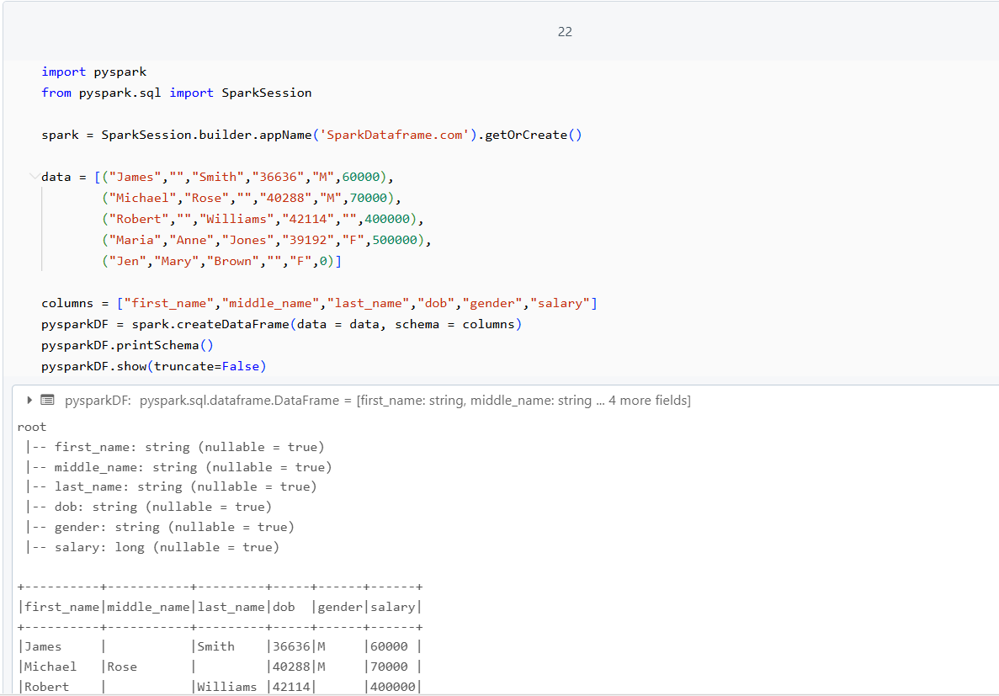 22
import pyspark
from pyspark.sql import SparkSession
spark = SparkSession.builder.appName('SparkDataframe.com').getOrCreate()
data = [("James","","Smith","36636","M",60000),
("Michael","Rose","","40288","M",70000),
("Robert","","Williams","42114","",400000),
("Maria","Anne","Jones","39192","F",500000),
("Jen","Mary","Brown","","F",0)]
columns = ["first_name","middle_name","last_name","dob","gender","salary"]
pysparkDF = spark.createDataFrame(data = data, schema = columns)
pysparkDF.printSchema()
pysparkDF.show(truncate=False)
pysparkDF: pyspark.sql.dataframe.DataFrame = [first_name: string, middle_name: string ... 4 more fields]
root
 |-- first_name: string (nullable = true)
 |-- middle_name: string (nullable = true)
 |-- last_name: string (nullable = true)
 |-- dob: string (nullable = true)
 |-- gender: string (nullable = true)
 |-- salary: long (nullable = true)
+----------+-----------+---------+-----+------+------+
|first_name|middle_name|last_name|dob  |gender|salary|
+----------+-----------+---------+-----+------+------+
|James     |           |Smith    |36636|M     |60000 |
|Michael   |Rose       |         |40288|M     |70000 |
|Robert    |           |Williams |42114|      |400000|